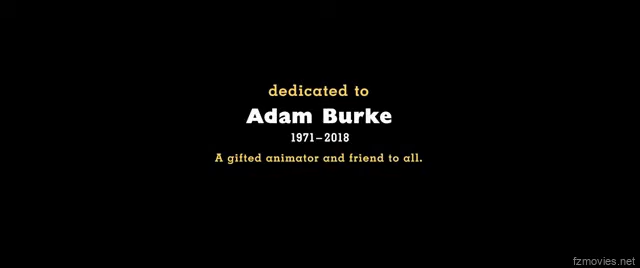 dedicated to
Adam Burke
1971–2018
A gifted animator and friend to all.
fzmovies.net